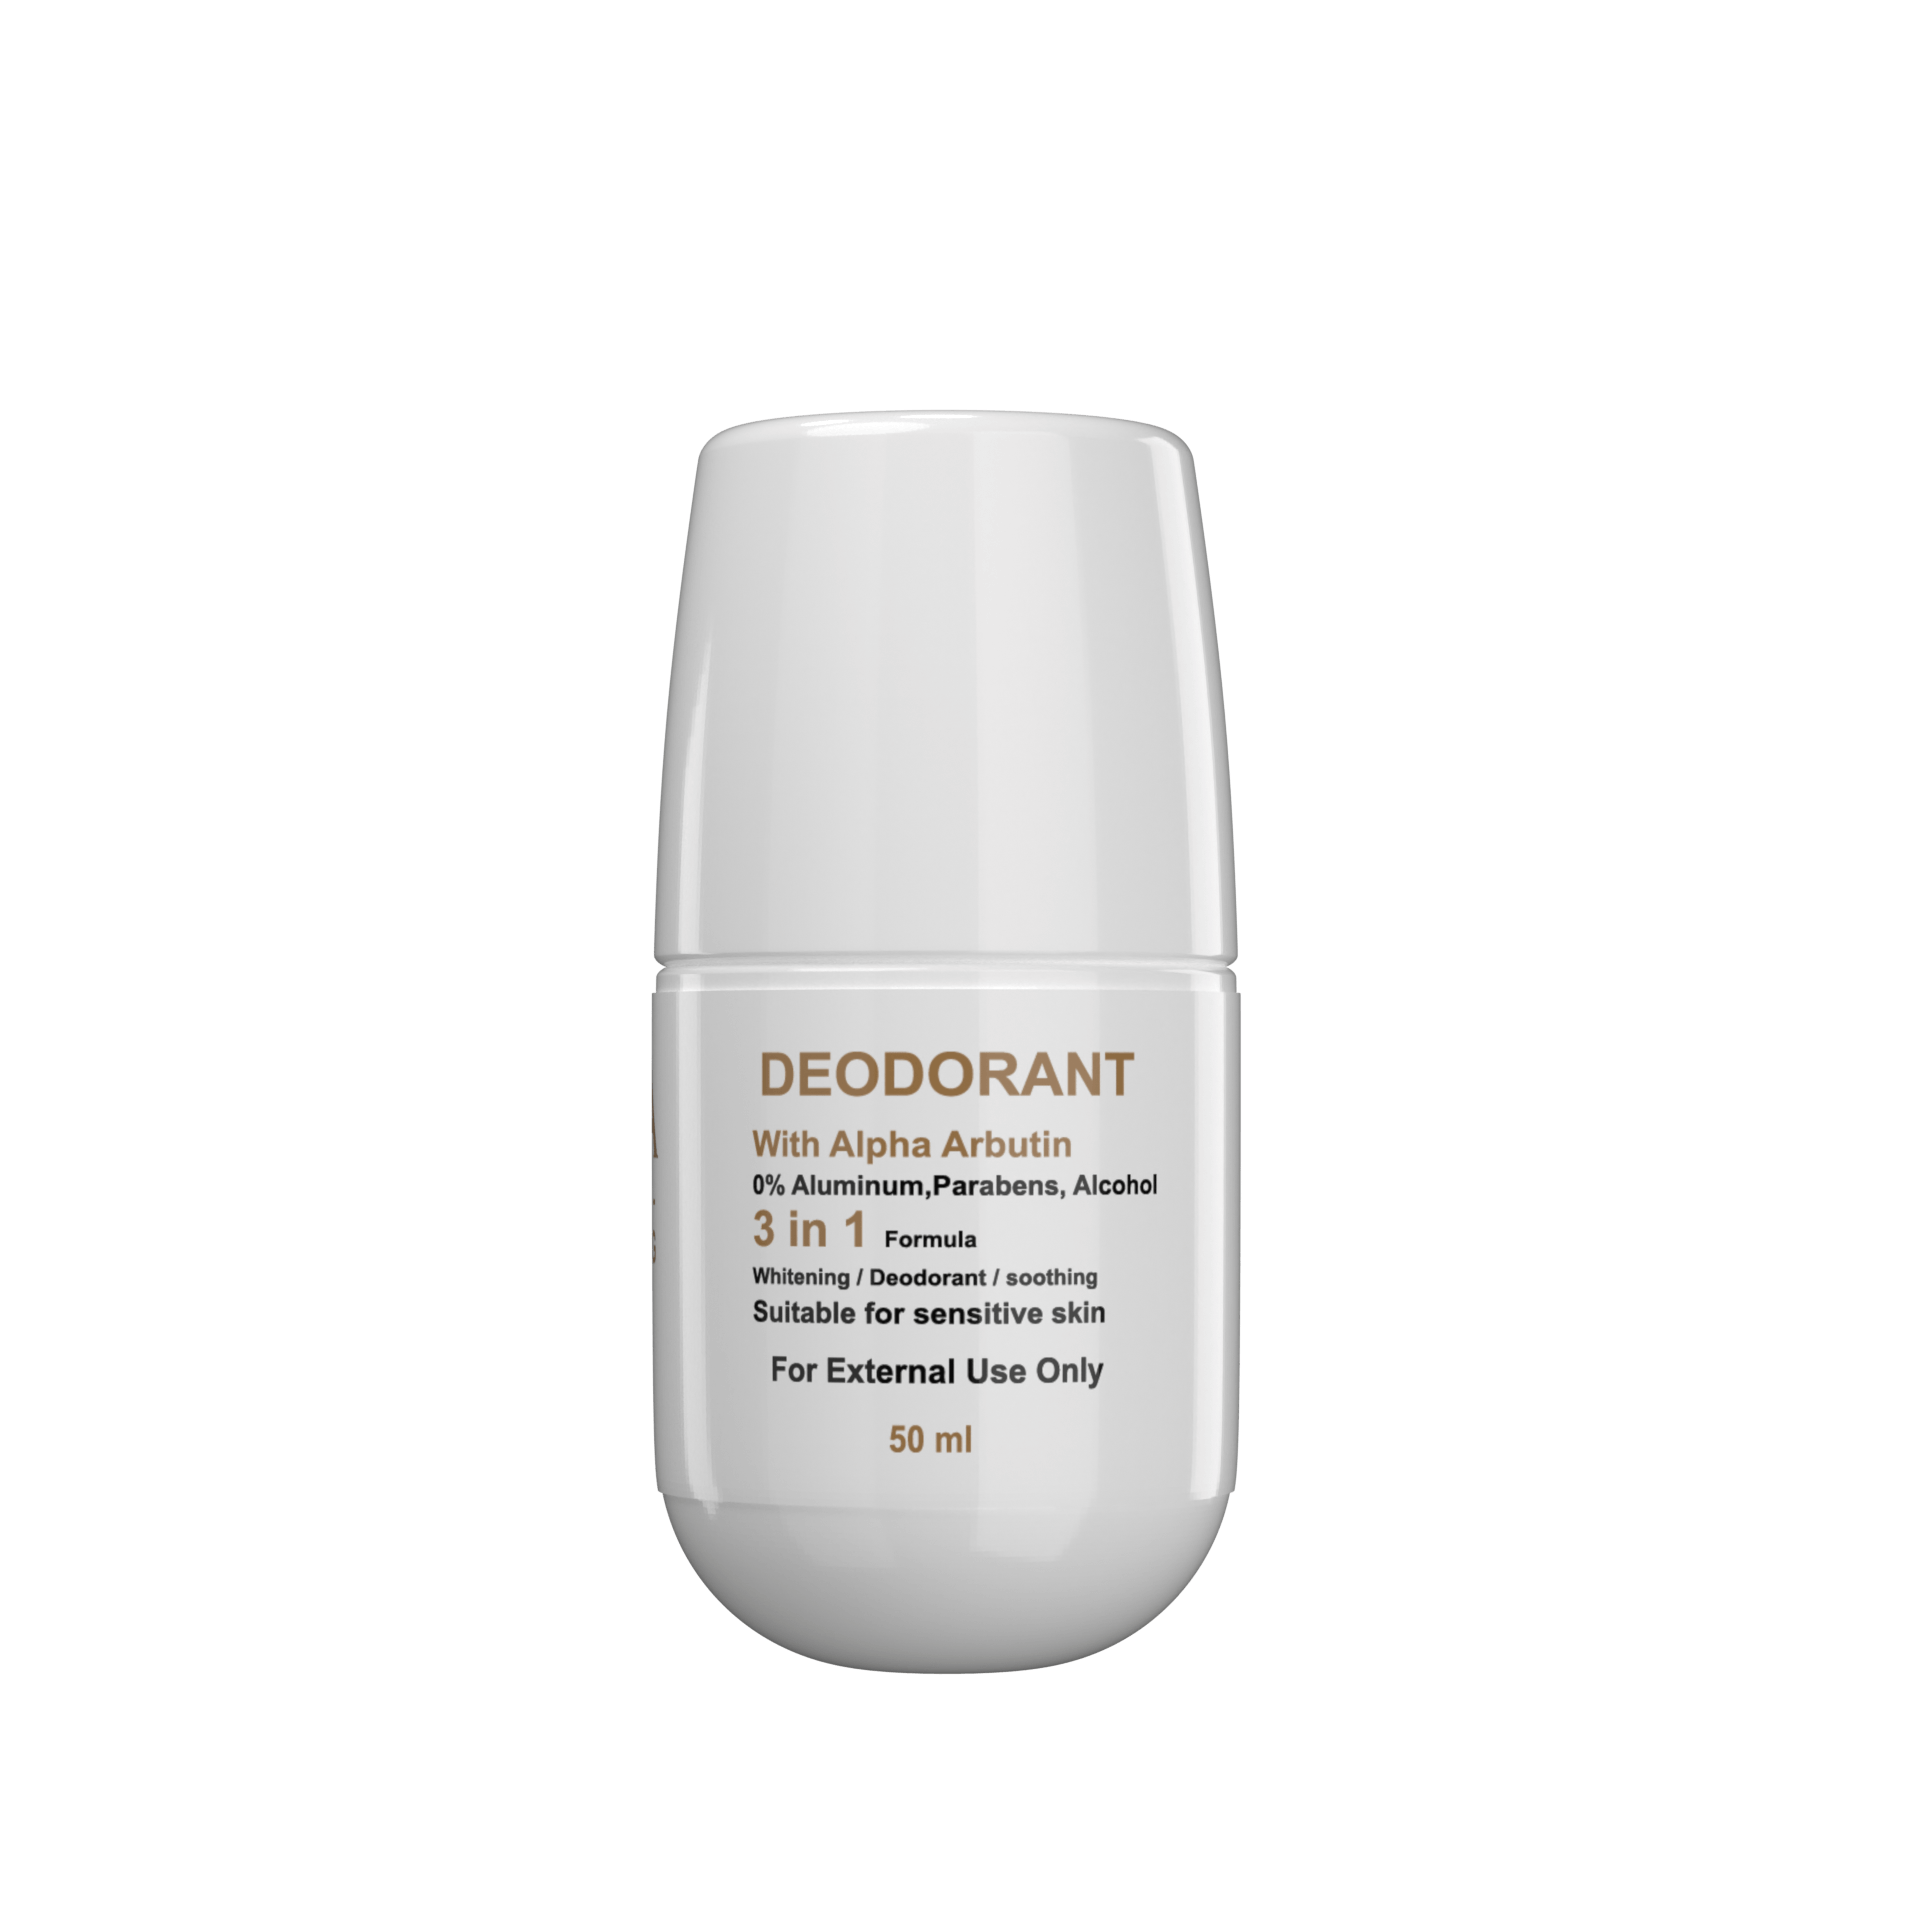 DEODORANT
With Alpha Arbutin
0% Aluminum,Parabens, Alcohol
3 in 1 Formula
Whitening / Deodorant / soothing
Suitable for sensitive skin
For External Use Only
50 ml